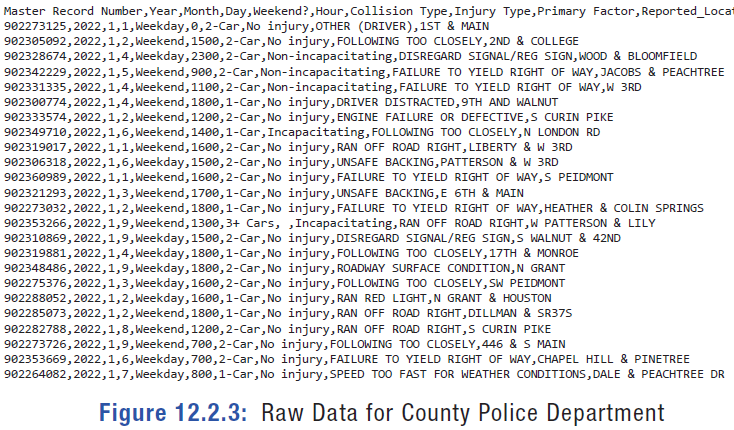 Master Record Number,Year,Month,Day,Weekend?,Hour,Collision Type,Injury Type,Primary Factor,Reported_Locat
902273125,2022,1,1,Weekday,0,2-Car,No injury,OTHER (DRIVER),1ST & MAIN
902305092,2022,1,2,Weekend,1500,2-Car,No injury,FOLLOWING TOO CLOSELY,2ND & COLLEGE
902328674,2022,1,4,Weekday,2300,2-Car,Non-incapacitating,DISREGARD SIGNAL/REG SIGN,WOOD & BLOOMFIELD
902342229,2022,1,5,Weekend,900,2-Car,Non-incapacitating,FAILURE TO YIELD RIGHT OF WAY,JACOBS & PEACHTREE
902331335,2022,1,4,Weekday,1100,2-Car,Non-incapacitating,FAILURE TO YIELD RIGHT OF WAY,W 3RD
902300774,2022,1,4,Weekend,1800,1-Car,No injury,DRIVER DISTRACTED,9TH AND WALNUT
902333574,2022,1,2,Weekend,1200,2-Car,No injury,ENGINE FAILURE OR DEFECTIVE,S CURIN PIKE
902349710,2022,1,6,Weekend,1400,1-Car,Incapacitating,FOLLOWING TOO CLOSELY,N LONDON RD
902319017,2022,1,1,Weekend,1600,2-Car,No injury,RAN OFF ROAD RIGHT,LIBERTY & W 3RD
902306318,2022,1,6,Weekday,1500,2-Car,No injury,UNSAFE BACKING,PATTERSON & W 3RD
902360989,2022,1,1,Weekend,1600,2-Car,No injury,FAILURE TO YIELD RIGHT OF WAY,S PEIDMONT
902321293,2022,1,3,Weekend,1700,1-Car,No injury,UNSAFE BACKING,E 6TH & MAIN
902273032,2022,1,2,Weekend,1800,1-Car,No injury,FAILURE TO YIELD RIGHT OF WAY,HEATHER & COLIN SPRINGS
902353266,2022,1,9,Weekend,1300,3+ Cars, ,Incapacitating,RAN OFF ROAD RIGHT,W PATTERSON & LILY
902310869,2022,1,9,Weekday,1500,2-Car,No injury,DISREGARD SIGNAL/REG SIGN,S WALNUT & 42ND
902319881,2022,1,4,Weekday,1800,1-Car,No injury,FOLLOWING TOO CLOSELY,17TH & MONROE
902348486,2022,1,9,Weekday,1800,2-Car,No injury,ROADWAY SURFACE CONDITION,N GRANT
902275376,2022,1,3,Weekday,1600,2-Car,No injury,FOLLOWING TOO CLOSELY,SW PEIDMONT
902288052,2022,1,2,Weekend,1600,1-Car,No injury,RAN RED LIGHT,N GRANT & HOUSTON
902285073,2022,1,2,Weekend,1800,1-Car,No injury,RAN OFF ROAD RIGHT,DILLMAN & SR37S
902282788,2022,1,8,Weekend,1200,2-Car,No injury,RAN OFF ROAD RIGHT,S CURIN PIKE
902273726,2022,1,9,Weekend,700,2-Car,No injury,FOLLOWING TOO CLOSELY,446 & S MAIN
902353669,2022,1,6,Weekday,700,2-Car,No injury,FAILURE TO YIELD RIGHT OF WAY,CHAPEL HILL & PINETREE
902264082,2022,1,7,Weekday,800,1-Car,No injury,SPEED TOO FAST FOR WEATHER CONDITIONS,DALE & PEACHTREE DR
Figure 12.2.3: Raw Data for County Police Department